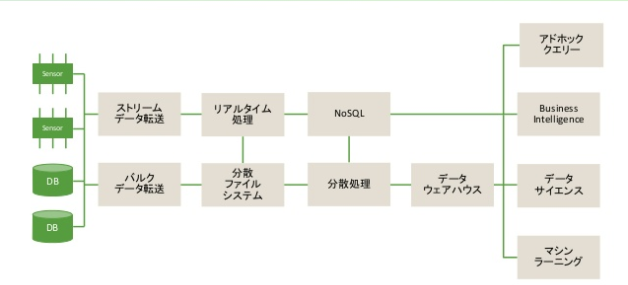 Sensor
Sensor
DB
DB
ストリーム
データ転送
バルク
データ転送
リアルタイム
処理
分散
ファイル
システム
NoSQL
分散処理
データ
ウェアハウス
アドホック
クエリー
Business
Intelligence
データ
サイエンス
マシン
ラーニング